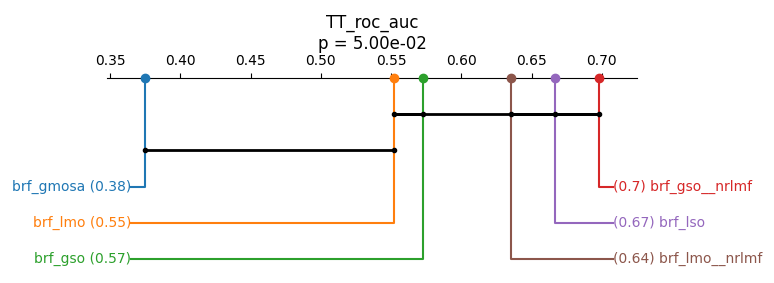 TT_roc_auc
p = 5.00e-02
0.35 0.40 0.45 0.50 0.55 0.60 0.65 0.70
brf_gmosa (0.38) (0.7) brf_gso__nrlmf
brf_lmo (0.55) (0.67) brf_lso
brf_gso (0.57) (0.64) brf_lmo__nrlmf